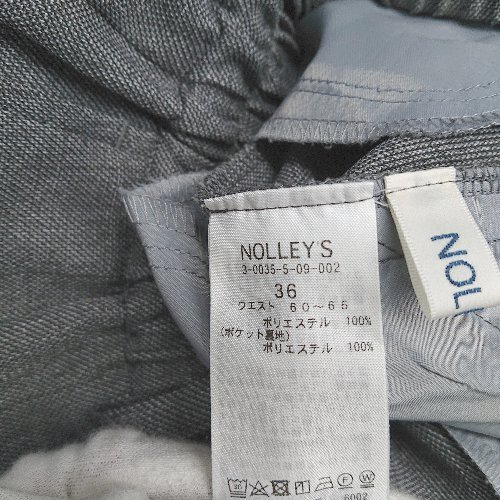 NOLLEY'S
3-0035-5-09-002
36
ウエスト 60～65
ポリエステル 100%
(ポケット裏地)
ポリエステル 100%
6002
NOL